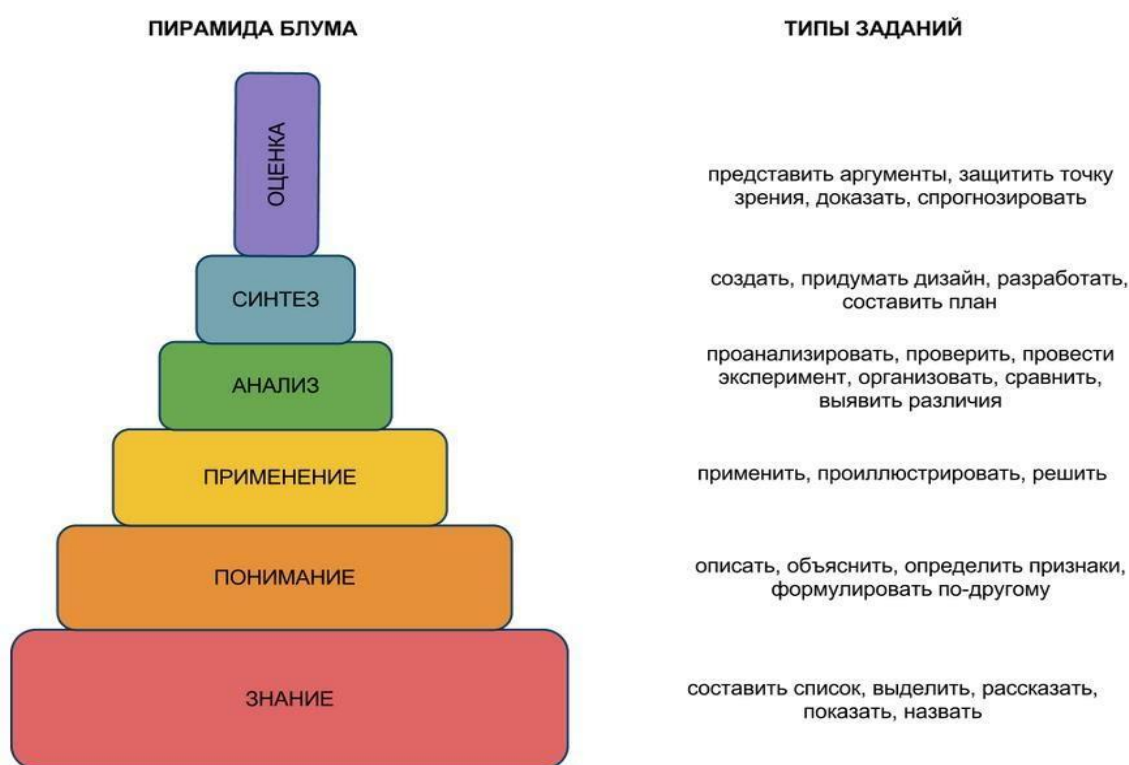 ПИРАМИДА БЛУМА
ТИПЫ ЗАДАНИЙ
ОЦЕНКА
представить аргументы, защитить точку
зрения, доказать, спрогнозировать
СИНТЕЗ
создать, придумать дизайн, разработать,
составить план
АНАЛИЗ
проанализировать, проверить, провести
эксперимент, организовать, сравнить,
выявить различия
ПРИМЕНЕНИЕ
применить, проиллюстрировать, решить
ПОНИМАНИЕ
описать, объяснить, определить признаки,
формулировать по-другому
ЗНАНИЕ
составить список, выделить, рассказать,
показать, назвать